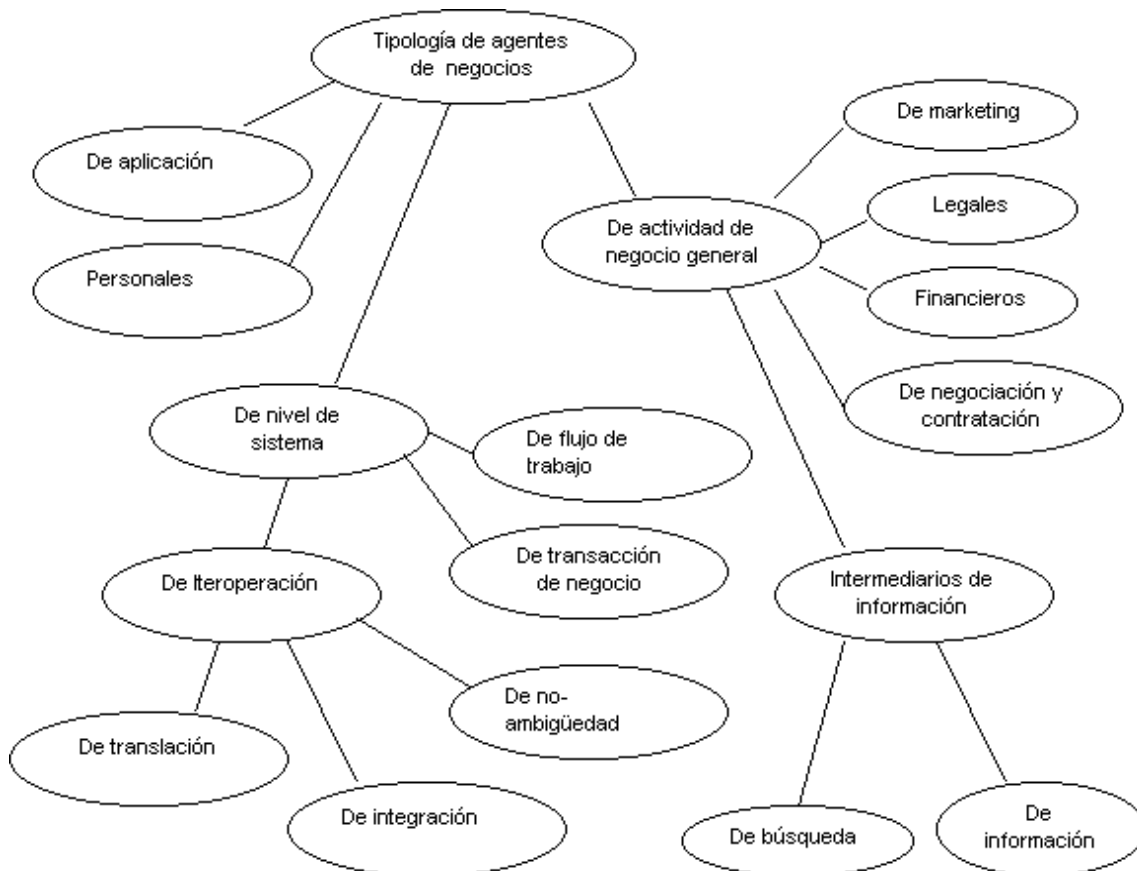 Tipología de agentes
de negocios
De marketing
De aplicación
Legales
De actividad de
negocio general
Personales
Financieros
De negociación y
contratación
De nivel de
sistema
De flujo de
trabajo
De transacción
de negocio
De Iteroperación
Intermediarios de
información
De no-
ambigüedad
De translación
De integración
De búsqueda
De
información